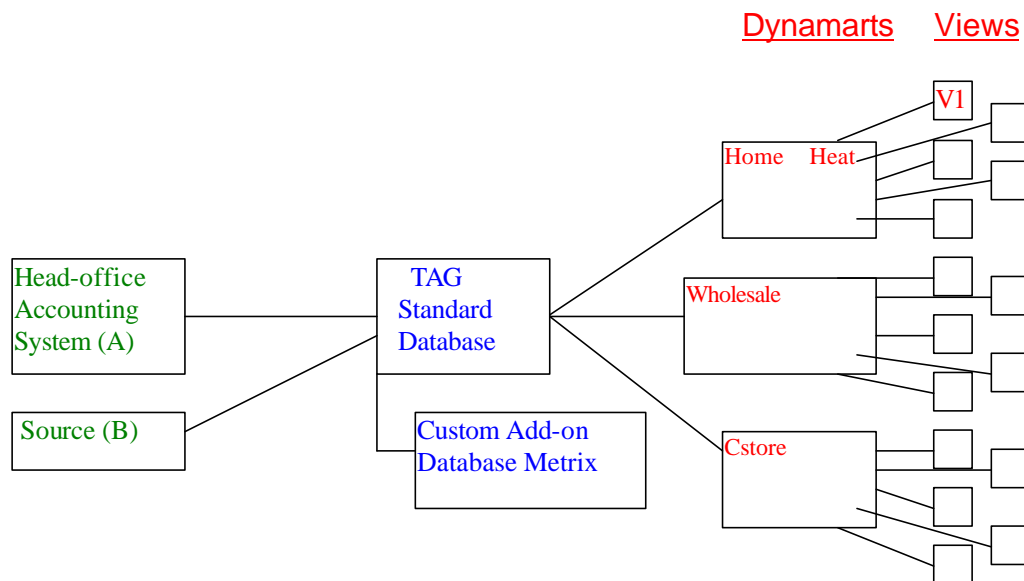 Dynamarts Views
V1
Home Heat
Head-office
Accounting
System (A)
TAG
Standard
Database
Wholesale
Source (B)
Custom Add-on
Database Metrix
Cstore